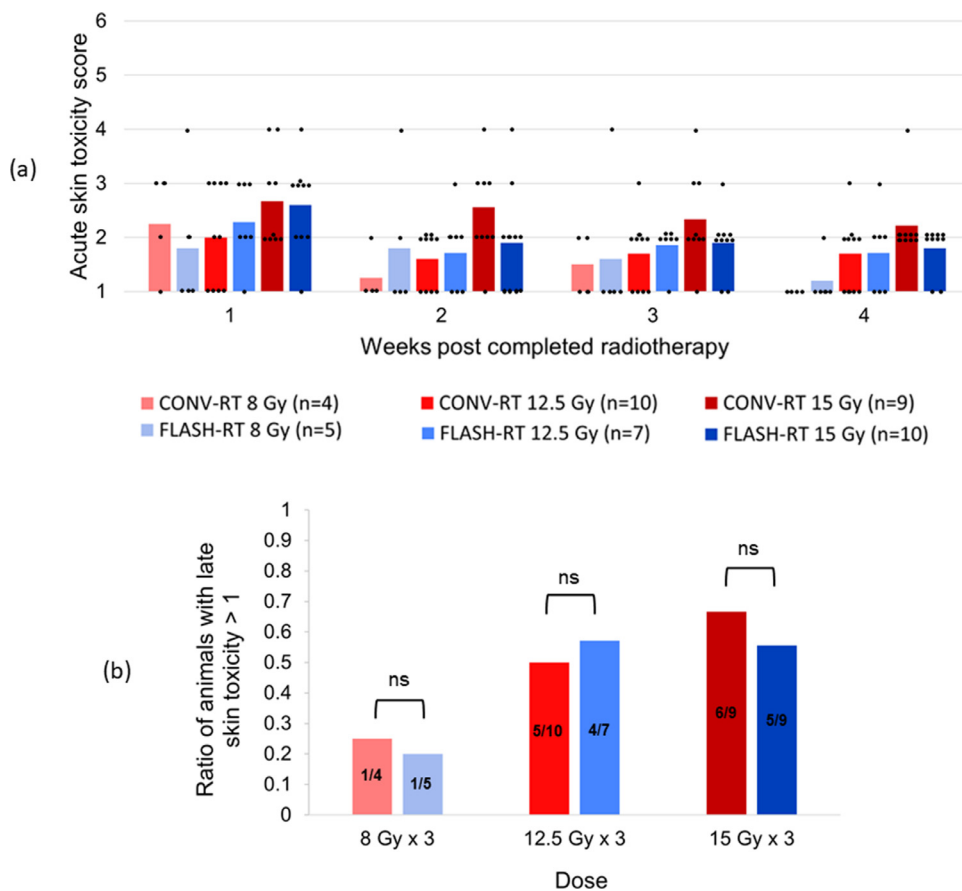 (a)
Acute skin toxicity score
6
5
4
3
2
1
1 2 3 4
Weeks post completed radiotherapy
CONV-RT 8 Gy (n=4) CONV-RT 12.5 Gy (n=10) CONV-RT 15 Gy (n=9)
FLASH-RT 8 Gy (n=5) FLASH-RT 12.5 Gy (n=7) FLASH-RT 15 Gy (n=10)
(b)
Ratio of animals with late
skin toxicity > 1
1
0.9
0.8
0.7
0.6
0.5
0.4
0.3
0.2
0.1
0
ns ns ns
1/4 1/5 5/10 4/7 6/9 5/9
8 Gy x 3 12.5 Gy x 3 15 Gy x 3
Dose